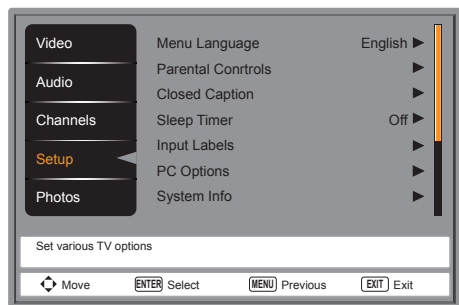 Video
Audio
Channels
Setup
Photos
Menu Language English
Parental Conrtrols
Closed Caption
Sleep Timer Off
Input Labels
PC Options
System Info
Set various TV options
Move ENTER Select MENU Previous EXIT Exit